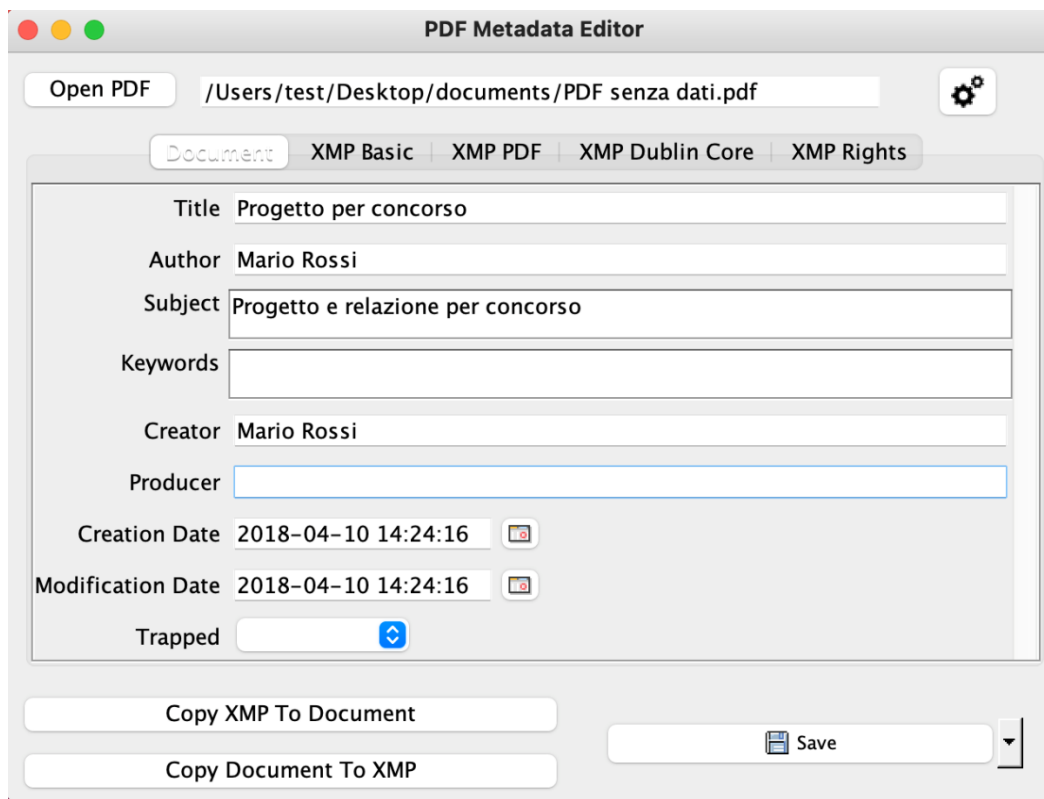 PDF Metadata Editor
Open PDF /Users/test/Desktop/documents/PDF senza dati.pdf
Document XMP Basic XMP PDF XMP Dublin Core XMP Rights
Title Progetto per concorso
Author Mario Rossi
Subject Progetto e relazione per concorso
Keywords
Creator Mario Rossi
Producer
Creation Date 2018-04-10 14:24:16
Modification Date 2018-04-10 14:24:16
Trapped
Copy XMP To Document
Save
Copy Document To XMP